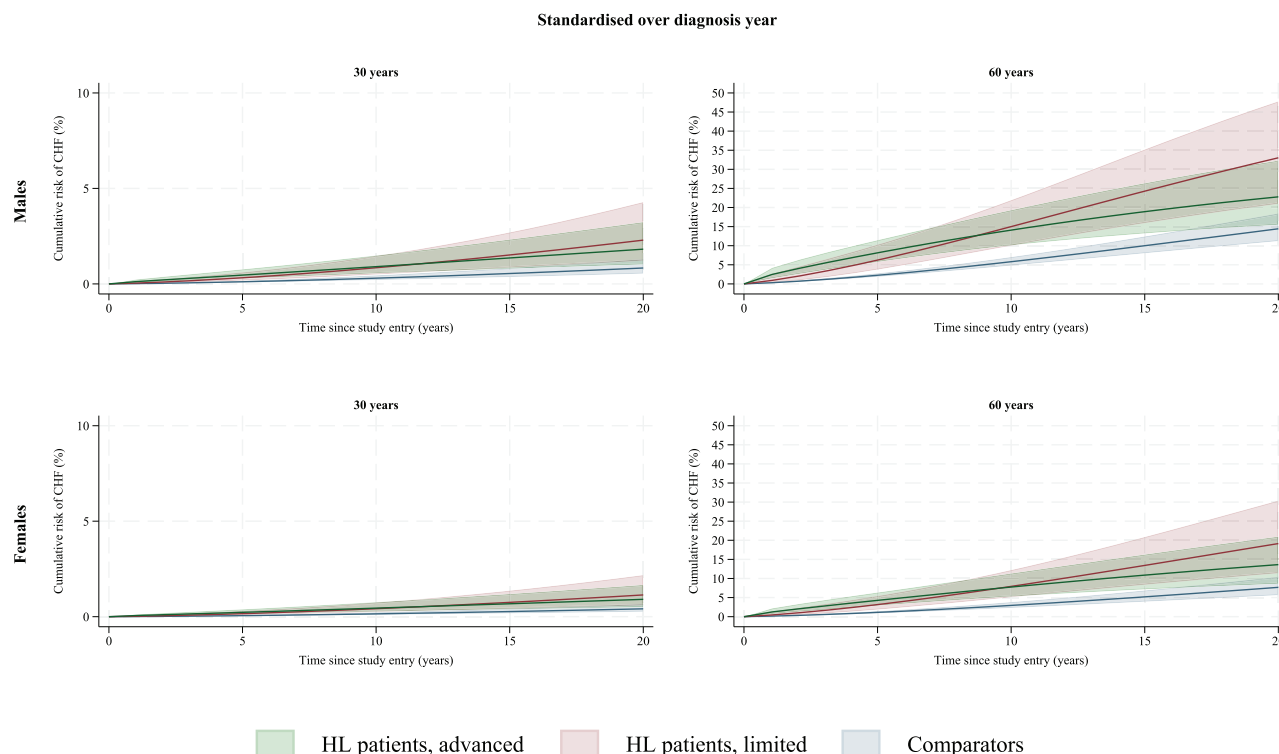 Standardised over diagnosis year
Males
30 years
Cumulative risk of CHF (%)
10
5
0
0 5 10 15 20
Time since study entry (years)
60 years
Cumulative risk of CHF (%)
50
45
40
35
30
25
20
15
10
5
0
0 5 10 15 2
Time since study entry (years)
Females
30 years
Cumulative risk of CHF (%)
10
5
0
0 5 10 15 20
Time since study entry (years)
60 years
Cumulative risk of CHF (%)
50
45
40
35
30
25
20
15
10
5
0
0 5 10 15 2
Time since study entry (years)
HL patients, advanced HL patients, limited Comparators